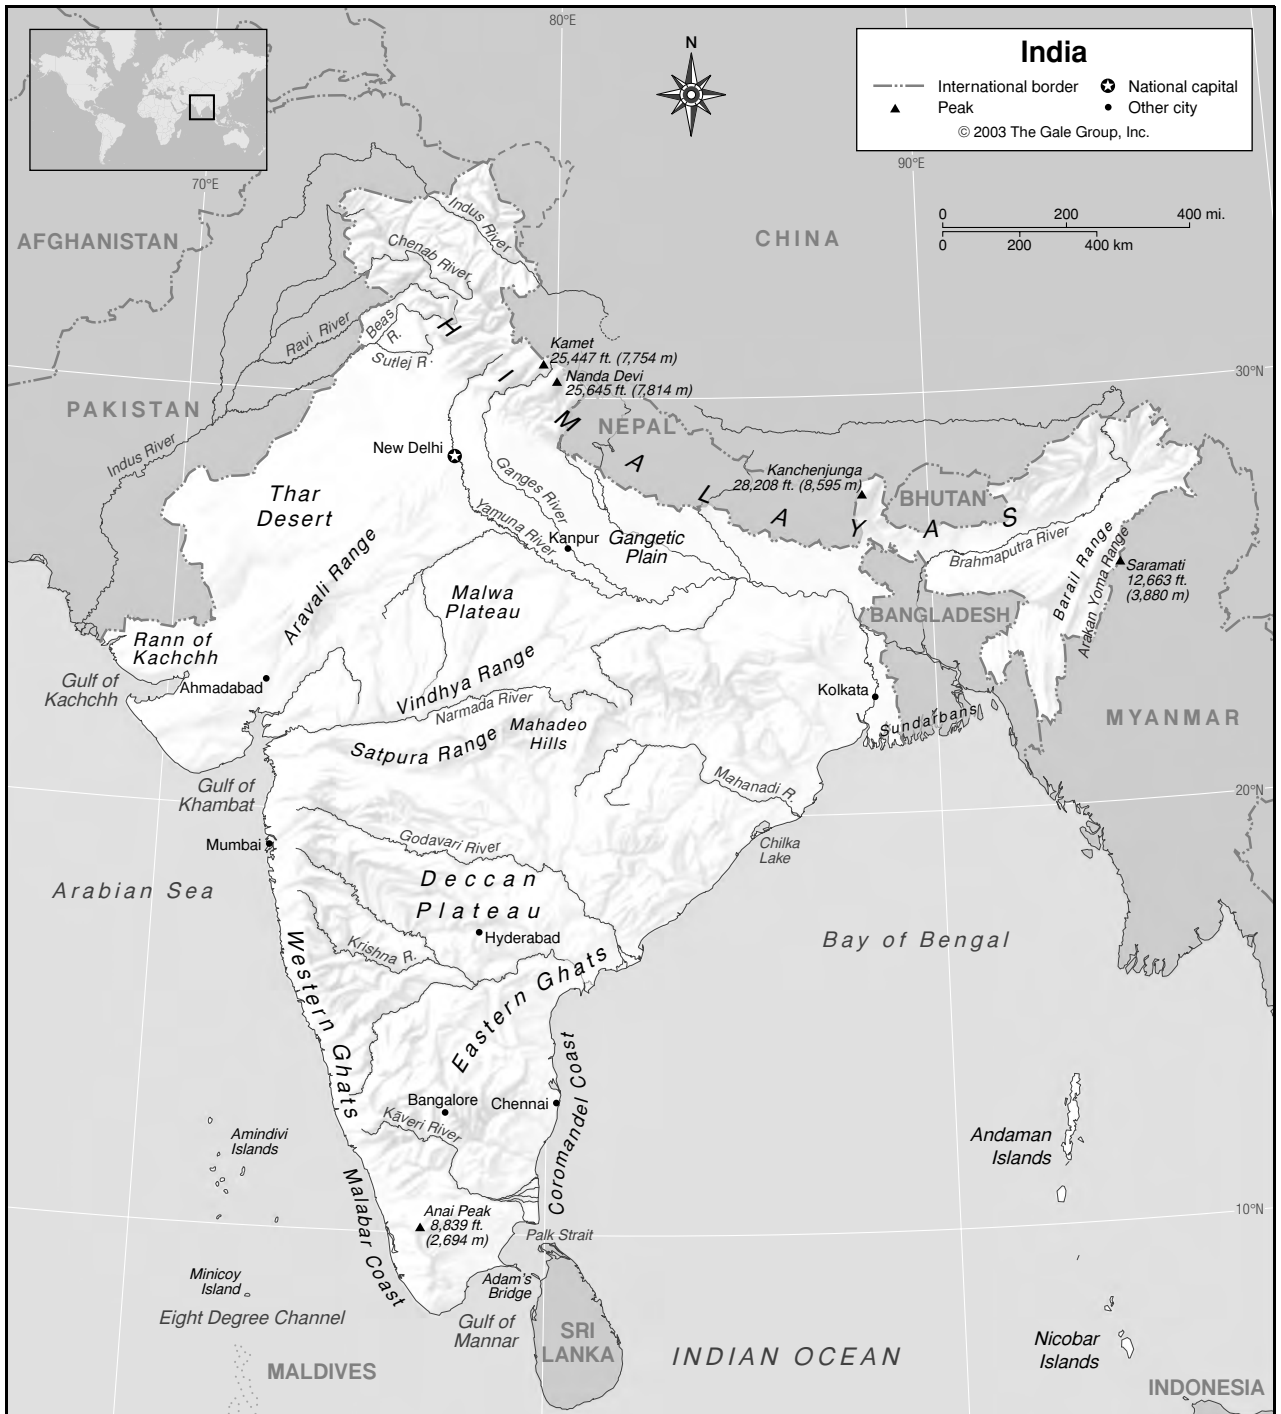 80°E
N
India
International border
National capital
Peak
Other city
© 2003 The Gale Group, Inc.
70°E
90°E
0 200 400 mi.
0 200 400 km
AFGHANISTAN
CHINA
Indus River
Chenab River
Ravi River
Beas
R.
Sutlej R.
Kamet
25,447 ft. (7,754 m)
Nanda Devi
25,645 ft. (7,814 m)
30°N
PAKISTAN
HIMALAYAS
NEPAL
Indus River
New Delhi
Kanchenjunga
28,208 ft. (8,595 m)
BHUTAN
Thar
Desert
Ganges River
Yamuna River
Kanpur
Gangetic
Plain
Brahmaputra River
Barail Range
Arakan Yoma Range
Saramati
12,663 ft.
(3,880 m)
Aravali Range
Malwa
Plateau
BANGLADESH
Rann of
Kachchh
Gulf of
Kachchh
Ahmadabad
Vindhya Range
Narmada River
Kolkata
Sundarbans
MYANMAR
Satpura Range
Mahadeo
Hills
Mahanadi R.
Gulf of
Khambat
20°N
Mumbai
Godavari River
Chilka
Lake
Arabian Sea
Deccan
Plateau
Hyderabad
Krishna R.
Bay of Bengal
Western Ghats
Eastern Ghats
Coromandel Coast
Bangalore
Chennai
Kāveri River
Amindivi
Islands
Andaman
Islands
Malabar Coast
Anai Peak
8,839 ft.
(2,694 m)
10°N
Palk Strait
Minicoy
Island
Adam's
Bridge
Eight Degree Channel
Gulf of
Mannar
SRI
LANKA
INDIAN OCEAN
Nicobar
Islands
MALDIVES
INDONESIA